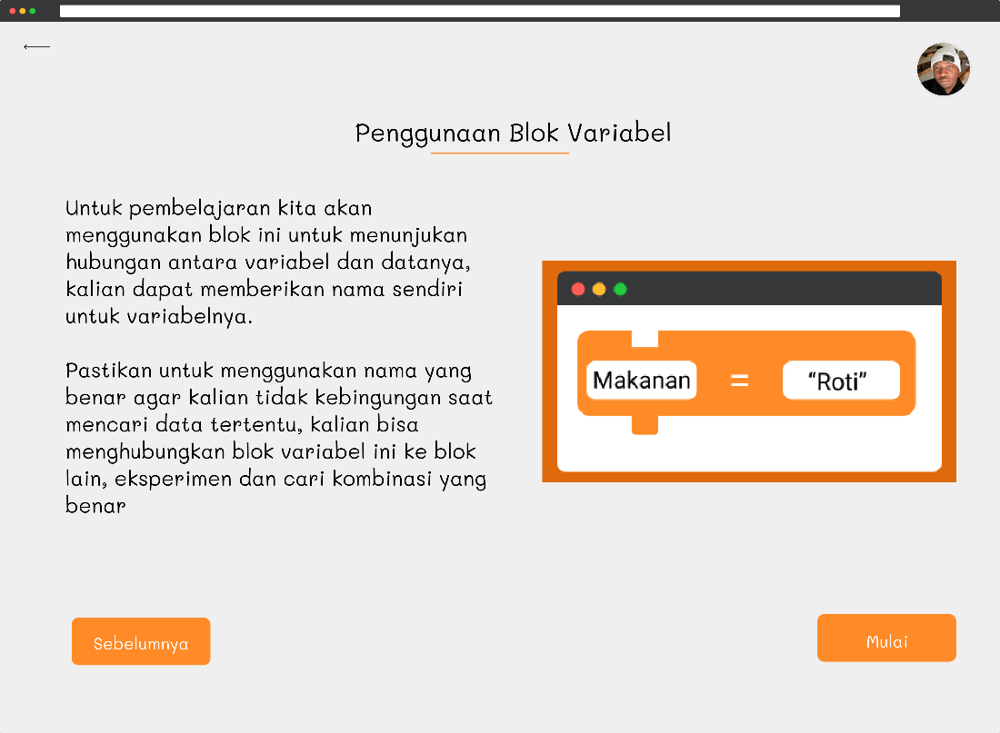 Penggunaan Blok Variabel
Untuk pembelajaran kita akan
menggunakan blok ini untuk menunjukan
hubungan antara variabel dan datanya,
kalian dapat memberikan nama sendiri
untuk variabelnya.
Pastikan untuk menggunakan nama yang
benar agar kalian tidak kebingungan saat
mencari data tertentu, kalian bisa
menghubungkan blok variabel ini ke blok
lain, eksperimen dan cari kombinasi yang
benar
Makanan = “Roti”
Sebelumnya
Mulai